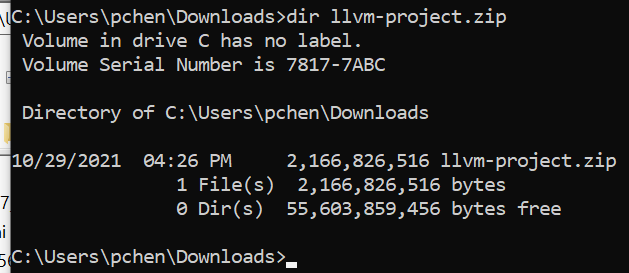 C:\Users\pchen\Downloads>dir llvm-project.zip
 Volume in drive C has no label.
 Volume Serial Number is 7817-7ABC

 Directory of C:\Users\pchen\Downloads

10/29/2021  04:26 PM     2,166,826,516 llvm-project.zip
               1 File(s)  2,166,826,516 bytes
               0 Dir(s)  55,603,859,456 bytes free

C:\Users\pchen\Downloads>